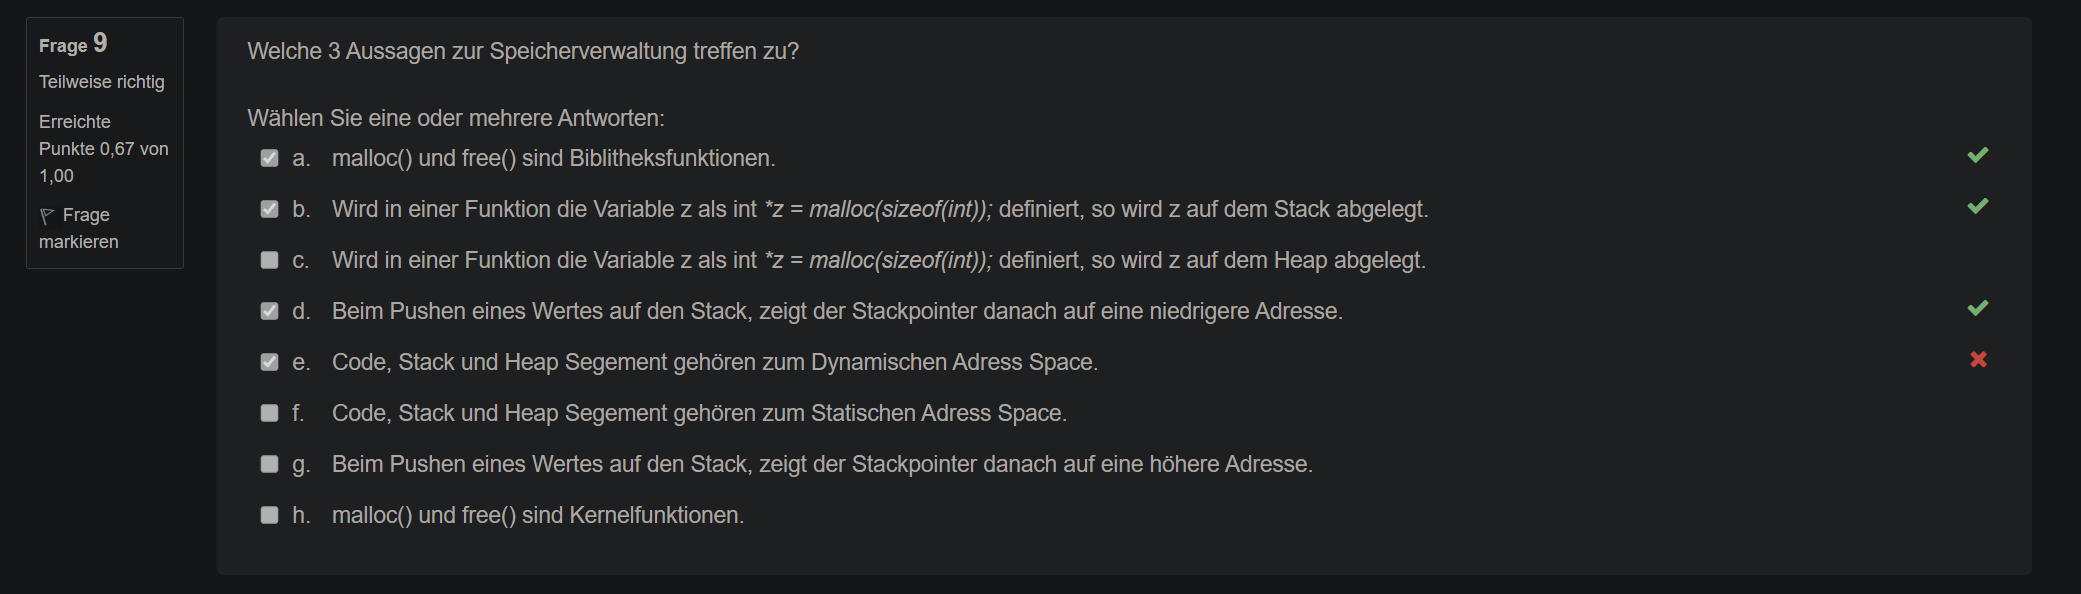 Frage 9
Teilweise richtig
Erreichte
Punkte 0,67 von
1,00
Frage
markieren
Welche 3 Aussagen zur Speicherverwaltung treffen zu?
Wählen Sie eine oder mehrere Antworten:
a. malloc() und free() sind Biblitheksfunktionen.
b. Wird in einer Funktion die Variable z als int *z = malloc(sizeof(int)); definiert, so wird z auf dem Stack abgelegt.
c. Wird in einer Funktion die Variable z als int *z = malloc(sizeof(int)); definiert, so wird z auf dem Heap abgelegt.
d. Beim Pushen eines Wertes auf den Stack, zeigt der Stackpointer danach auf eine niedrigere Adresse.
e. Code, Stack und Heap Segement gehören zum Dynamischen Adress Space.
f. Code, Stack und Heap Segement gehören zum Statischen Adress Space.
g. Beim Pushen eines Wertes auf den Stack, zeigt der Stackpointer danach auf eine höhere Adresse.
h. malloc() und free() sind Kernelfunktionen.